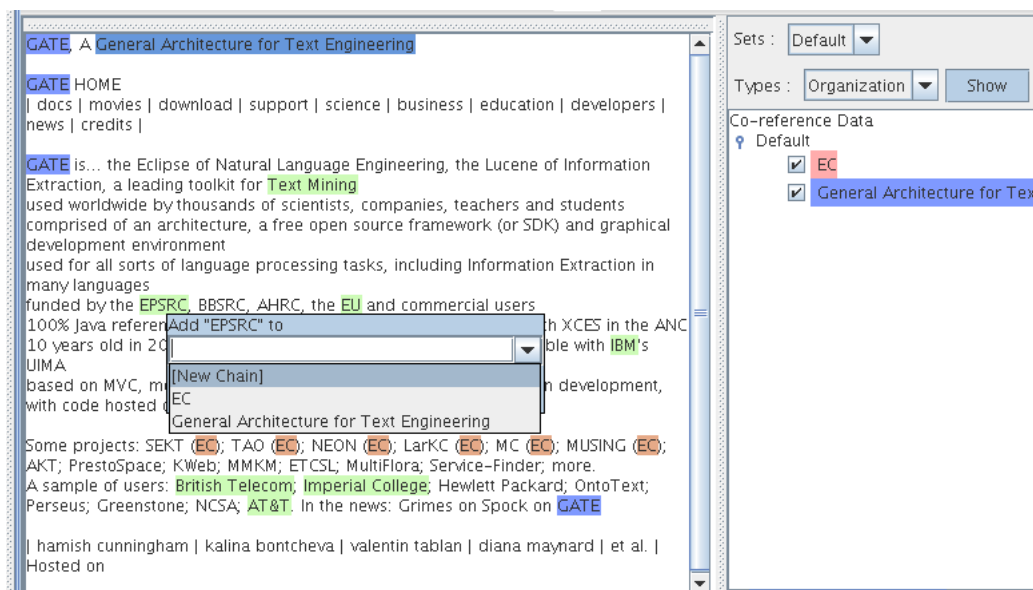 GATE, A General Architecture for Text Engineering
GATE HOME
| docs | movies | download | support | science | business | education | developers |
news | credits |
GATE is... the Eclipse of Natural Language Engineering, the Lucene of Information
Extraction, a leading toolkit for Text Mining
used worldwide by thousands of scientists, companies, teachers and students
comprised of an architecture, a free open source framework (or SDK) and graphical
development environment
used for all sorts of language processing tasks, including Information Extraction in
many languages
funded by the EPSRC, BBSRC, AHRC, the EU and commercial users
100% Java XCES in the ANC
10 years old in with IBM's
UIMA
based on MVC, development,
with code hosted
Add "EPSRC" to
[New Chain]
EC
General Architecture for Text Engineering
Some projects: SEKT (EC); TAO (EC); NEON (EC); LarKC (EC); MC (EC); MUSING (EC);
AKT; PrestoSpace; KWeb; MMKM; ETCSL; MultiFlora; Service-Finder; more.
A sample of users: British Telecom; Imperial College; Hewlett Packard; OntoText;
Perseus; Greenstone; NCSA; AT&T. In the news: Grimes on Spock on GATE
| hamish cunningham | kalina bontcheva | valentin tablan | diana maynard | et al. |
Hosted on
Sets : Default
Types : Organization Show
Co-reference Data
Default
EC
General Architecture for Tex